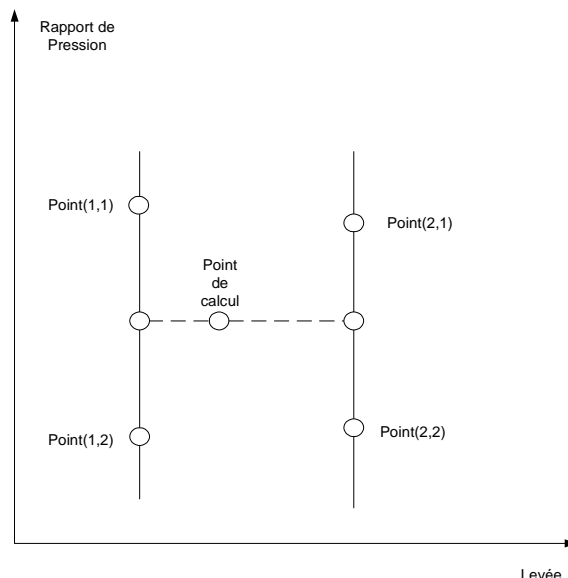 Rapport de
Pression
Point(1,1)
Point(2,1)
Point
de
calcul
Point(1,2)
Point(2,2)
Levée